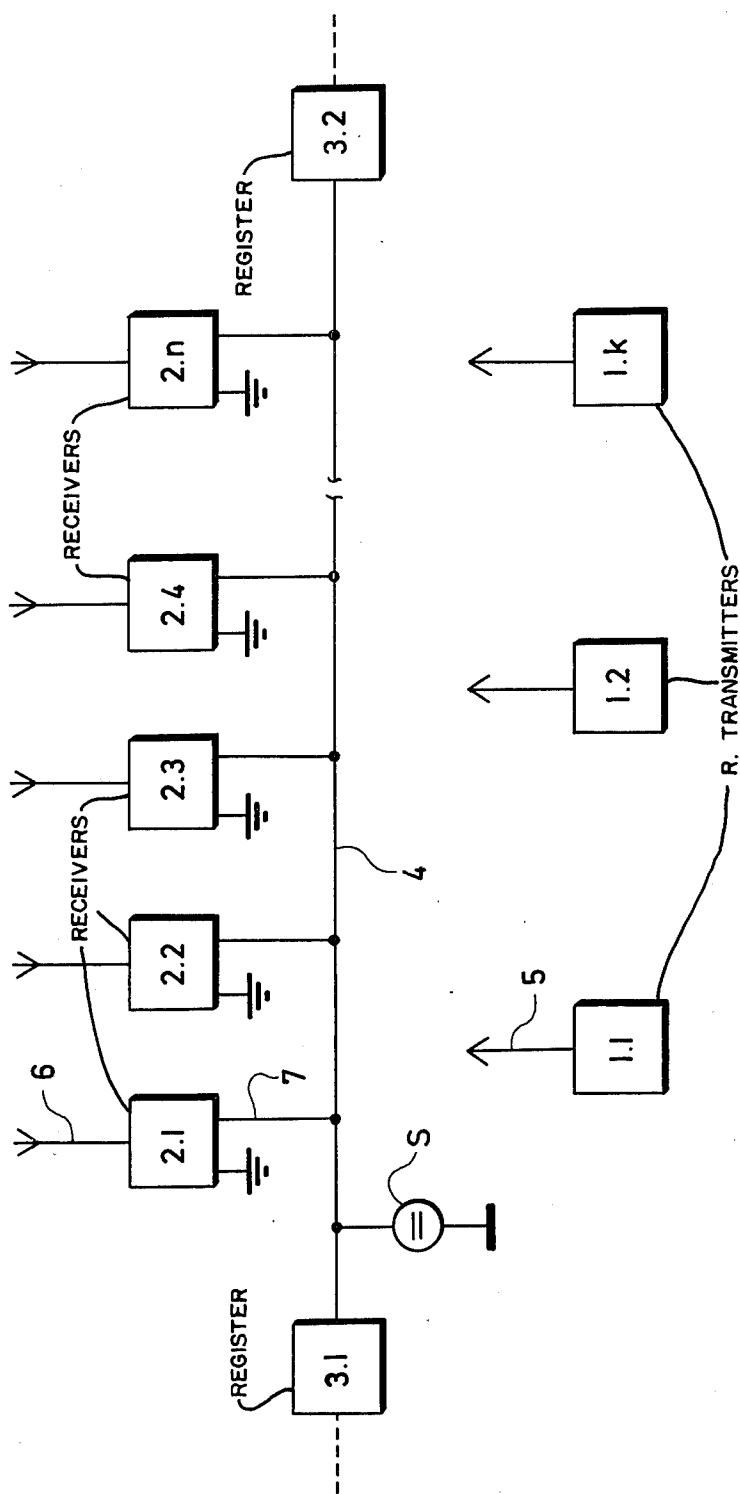 6
RECEIVERS
RECEIVERS
2.1
2.2
2.3
2.4
2.n
7
REGISTER
REGISTER
3.1
3.2
4
S
5
1.1
1.2
1.k
R. TRANSMITTERS